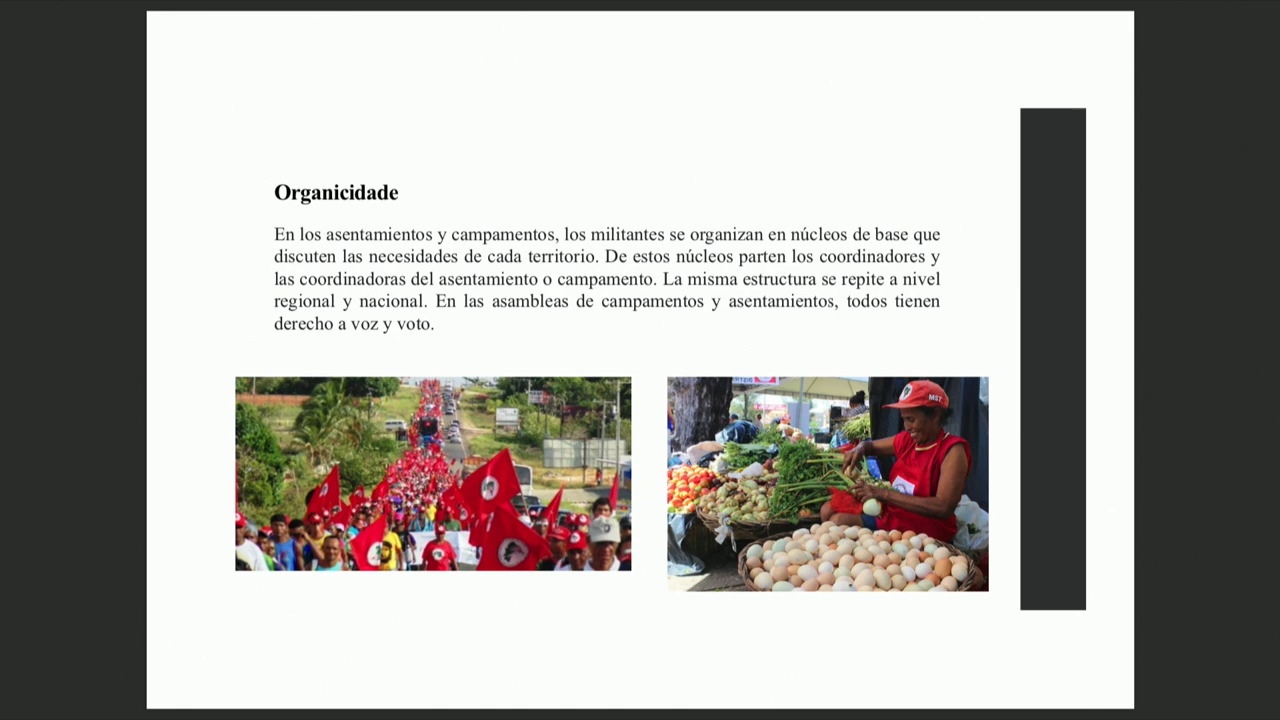 Organicidade
En los asentamientos y campamentos, los militantes se organizan en núcleos de base que
discuten las necesidades de cada territorio. De estos núcleos parten los coordinadores y
las coordinadoras del asentamiento o campamento. La misma estructura se repite a nivel
regional y nacional. En las asambleas de campamentos y asentamientos, todos tienen
derecho a voz y voto.
MST